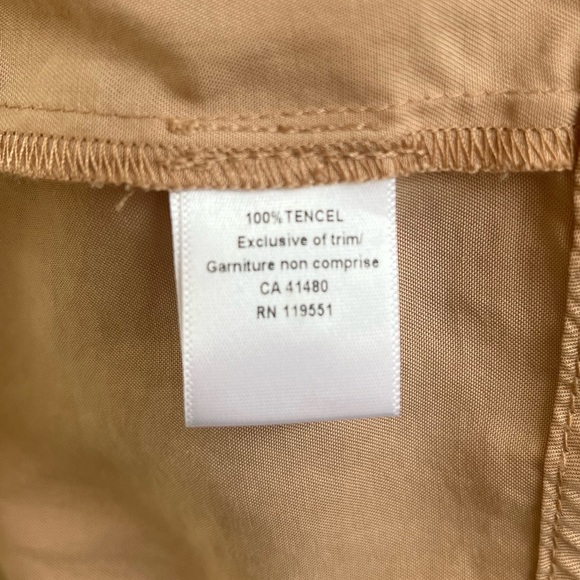 100%TENCEL
Exclusive of trim/
Garniture non comprise
CA 41480
RN 119551